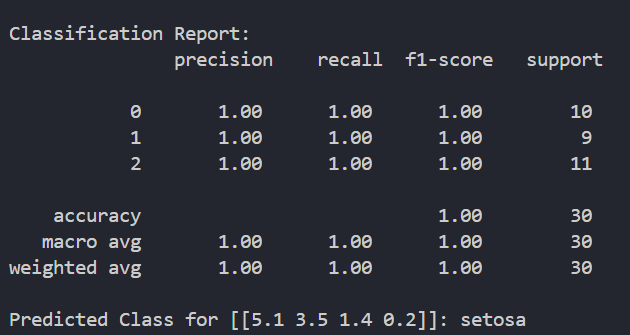 Classification Report:
precision recall f1-score support
0 1.00 1.00 1.00 10
1 1.00 1.00 1.00 9
2 1.00 1.00 1.00 11
accuracy 1.00 30
macro avg 1.00 1.00 1.00 30
weighted avg 1.00 1.00 1.00 30
Predicted Class for [[5.1 3.5 1.4 0.2]]: setosa